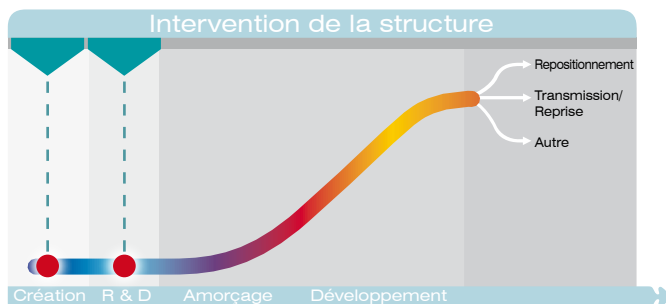 Intervention de la structure
Repositionnement
Transmission/
Reprise
Autre
Création R & D Amorçage Développement